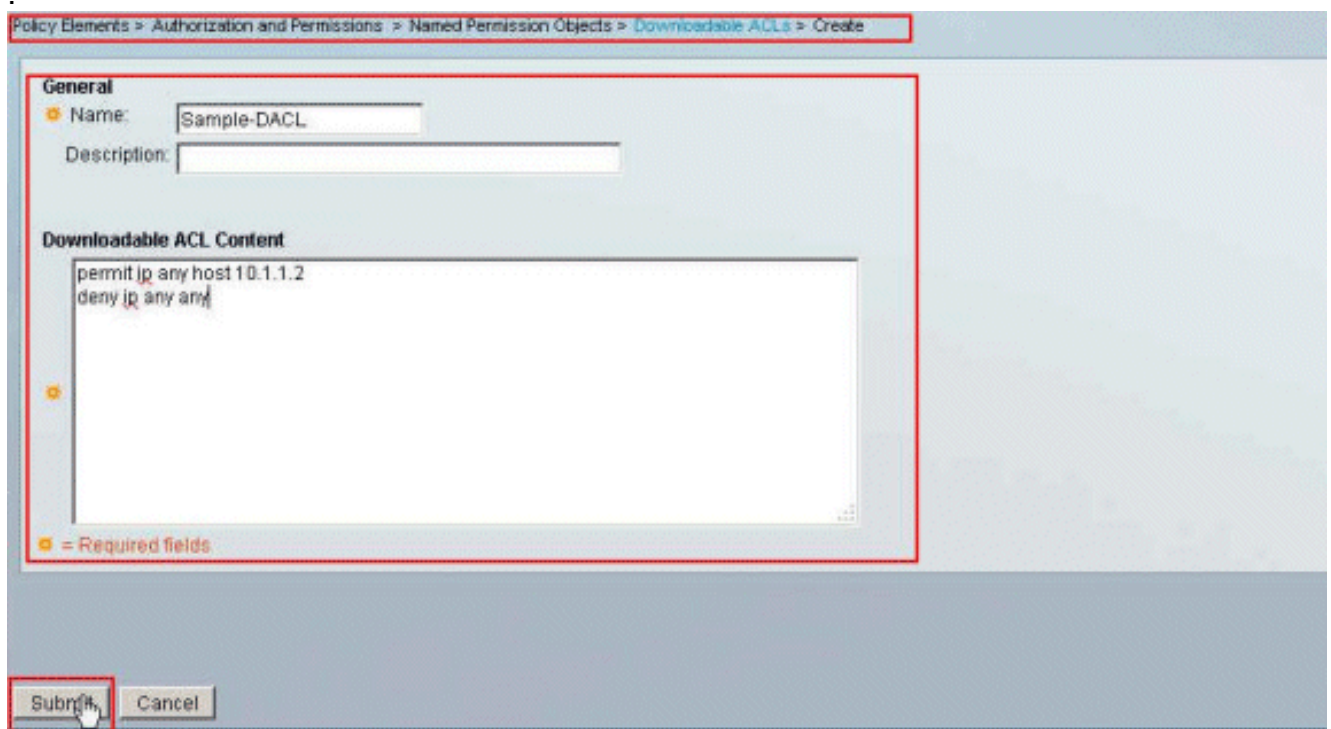 Policy Elements > Authorization and Permissions > Named Permission Objects > Downloadable ACLs > Create
General
Name: Sample-DACL
Description:
Downloadable ACL Content
permit ip any host 10.1.1.2
deny ip any any
= Required fields
Submit Cancel